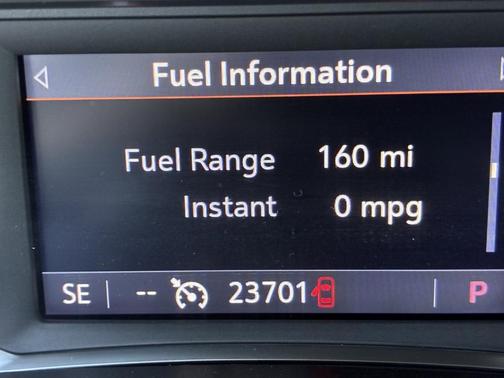 Fuel Information
Fuel Range 160 mi
Instant 0 mpg
SE -- 23701 P